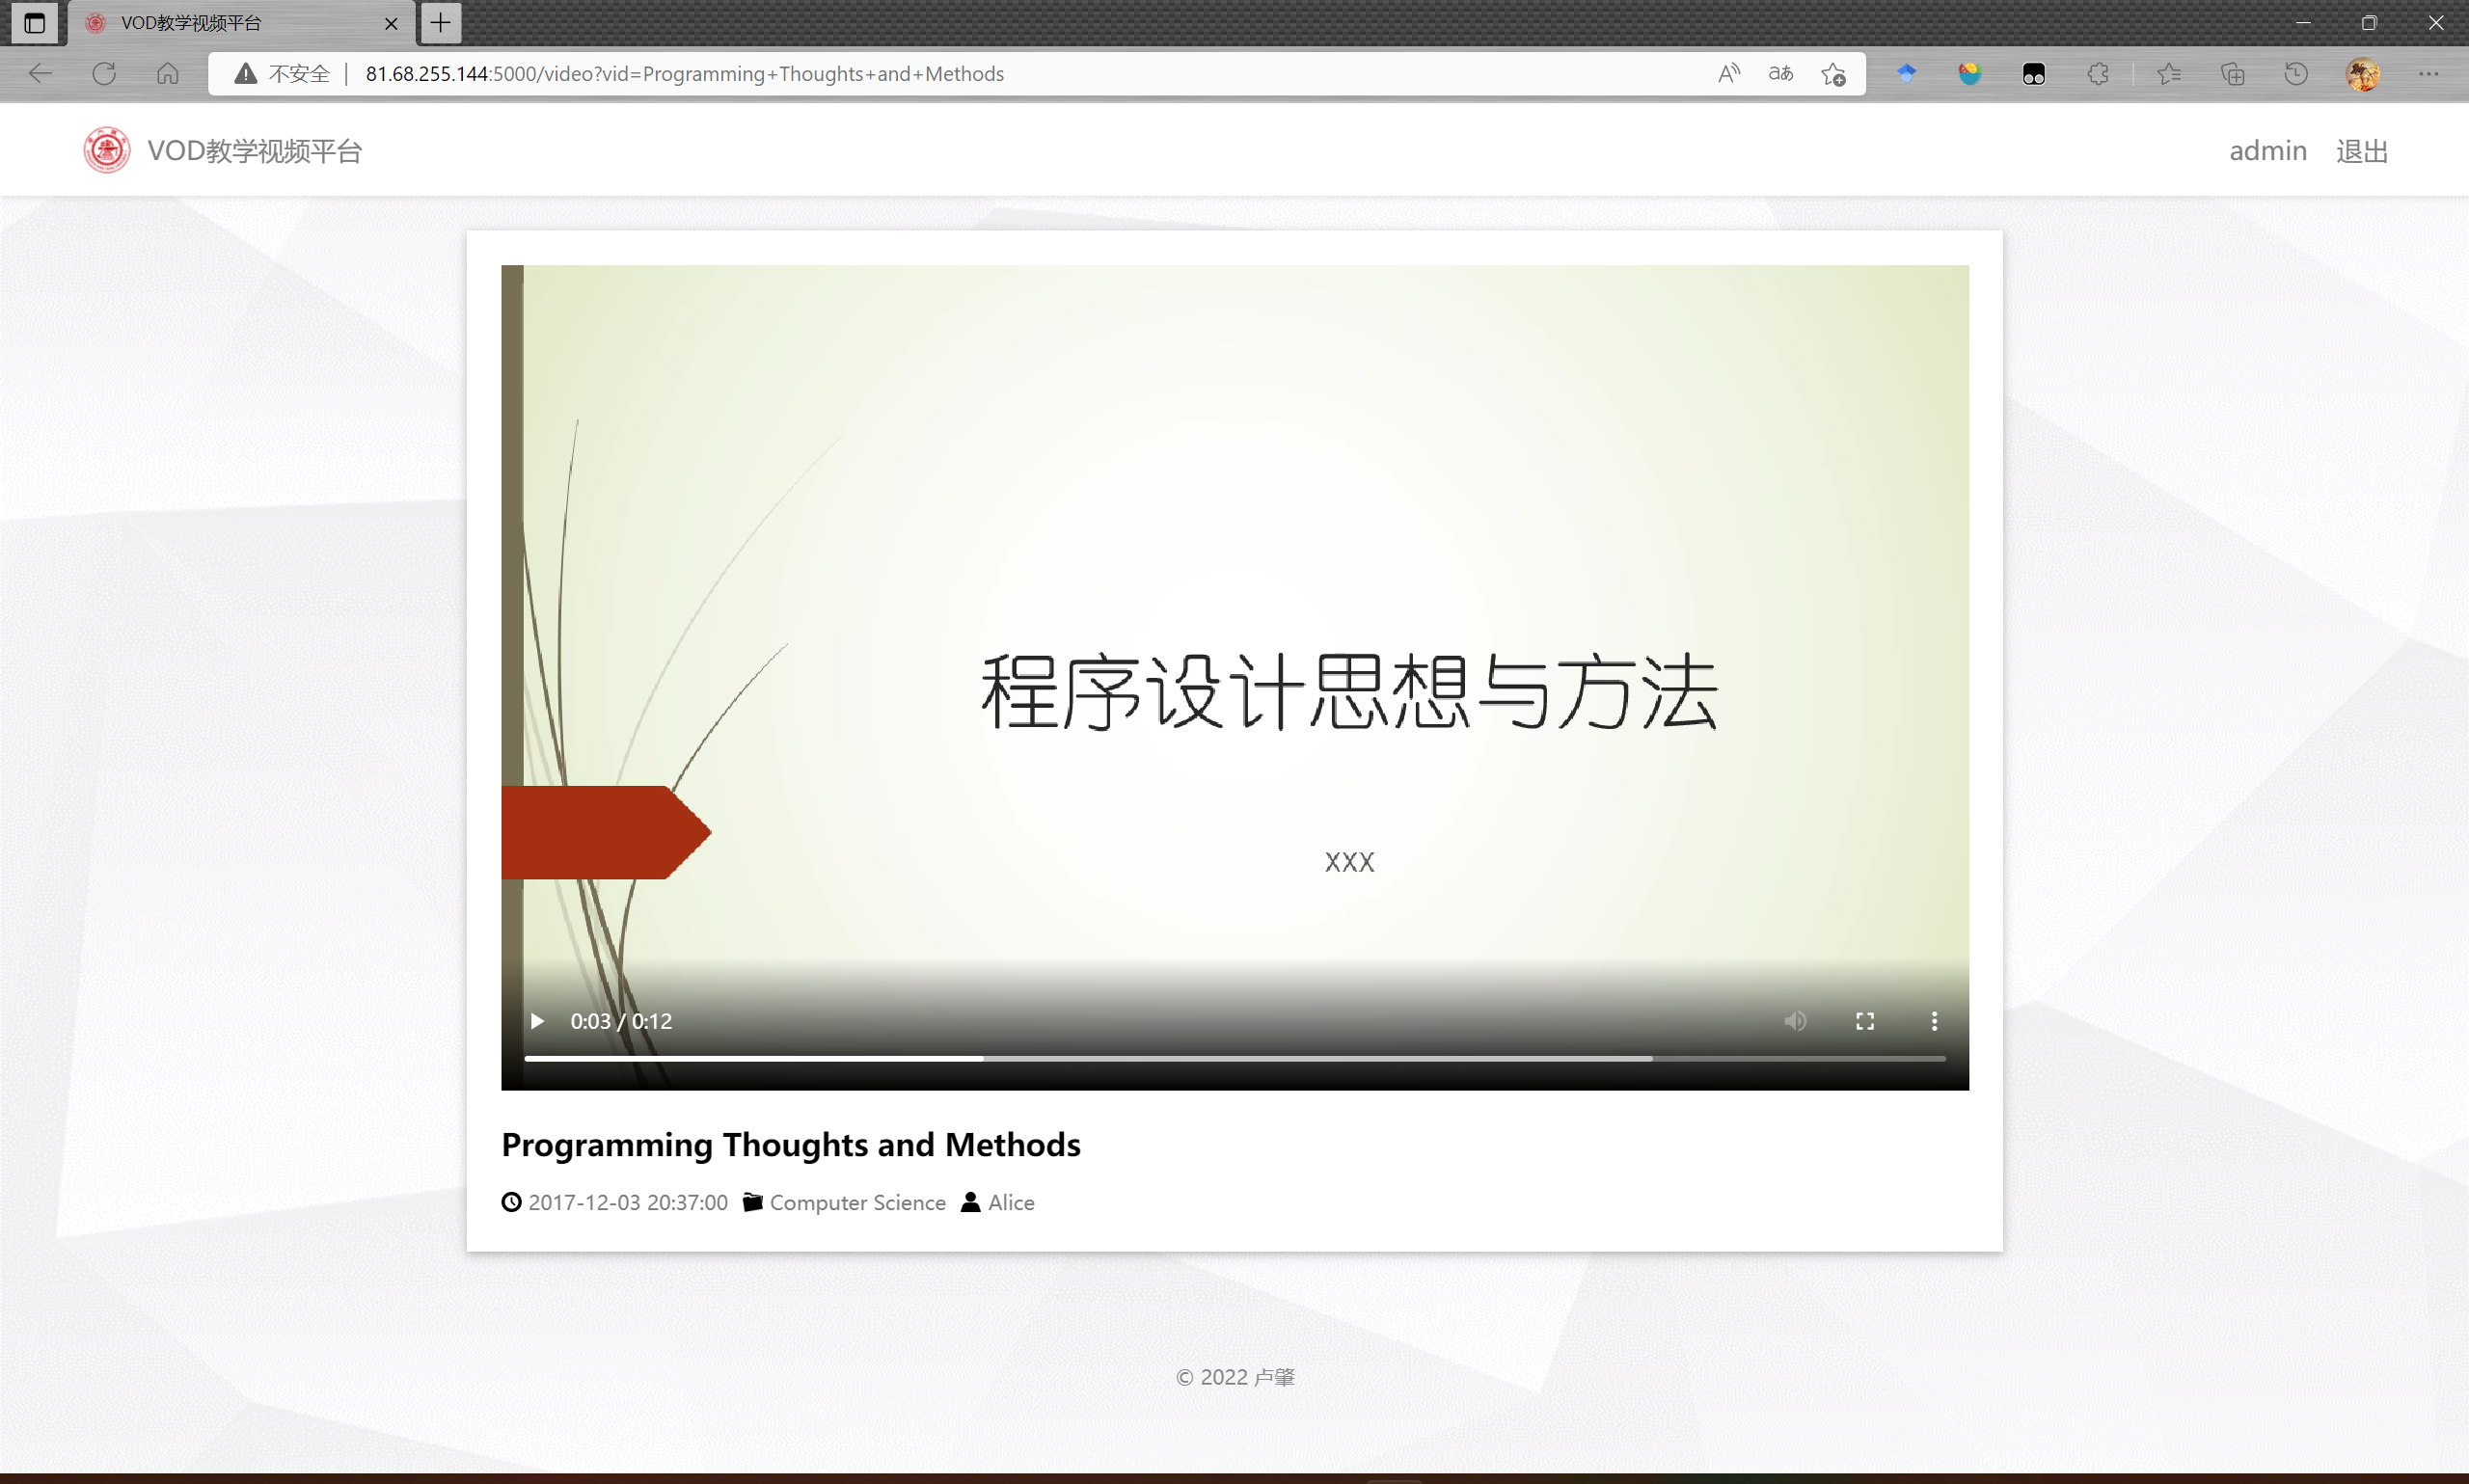 VOD教学视频平台
不安全
81.68.255.144:5000/video?vid=Programming+Thoughts+and+Methods
VOD教学视频平台
admin 退出
程序设计思想与方法
XXX
0:03 / 0:12
Programming Thoughts and Methods
2017-12-03 20:37:00 Computer Science Alice
© 2022 卢肇